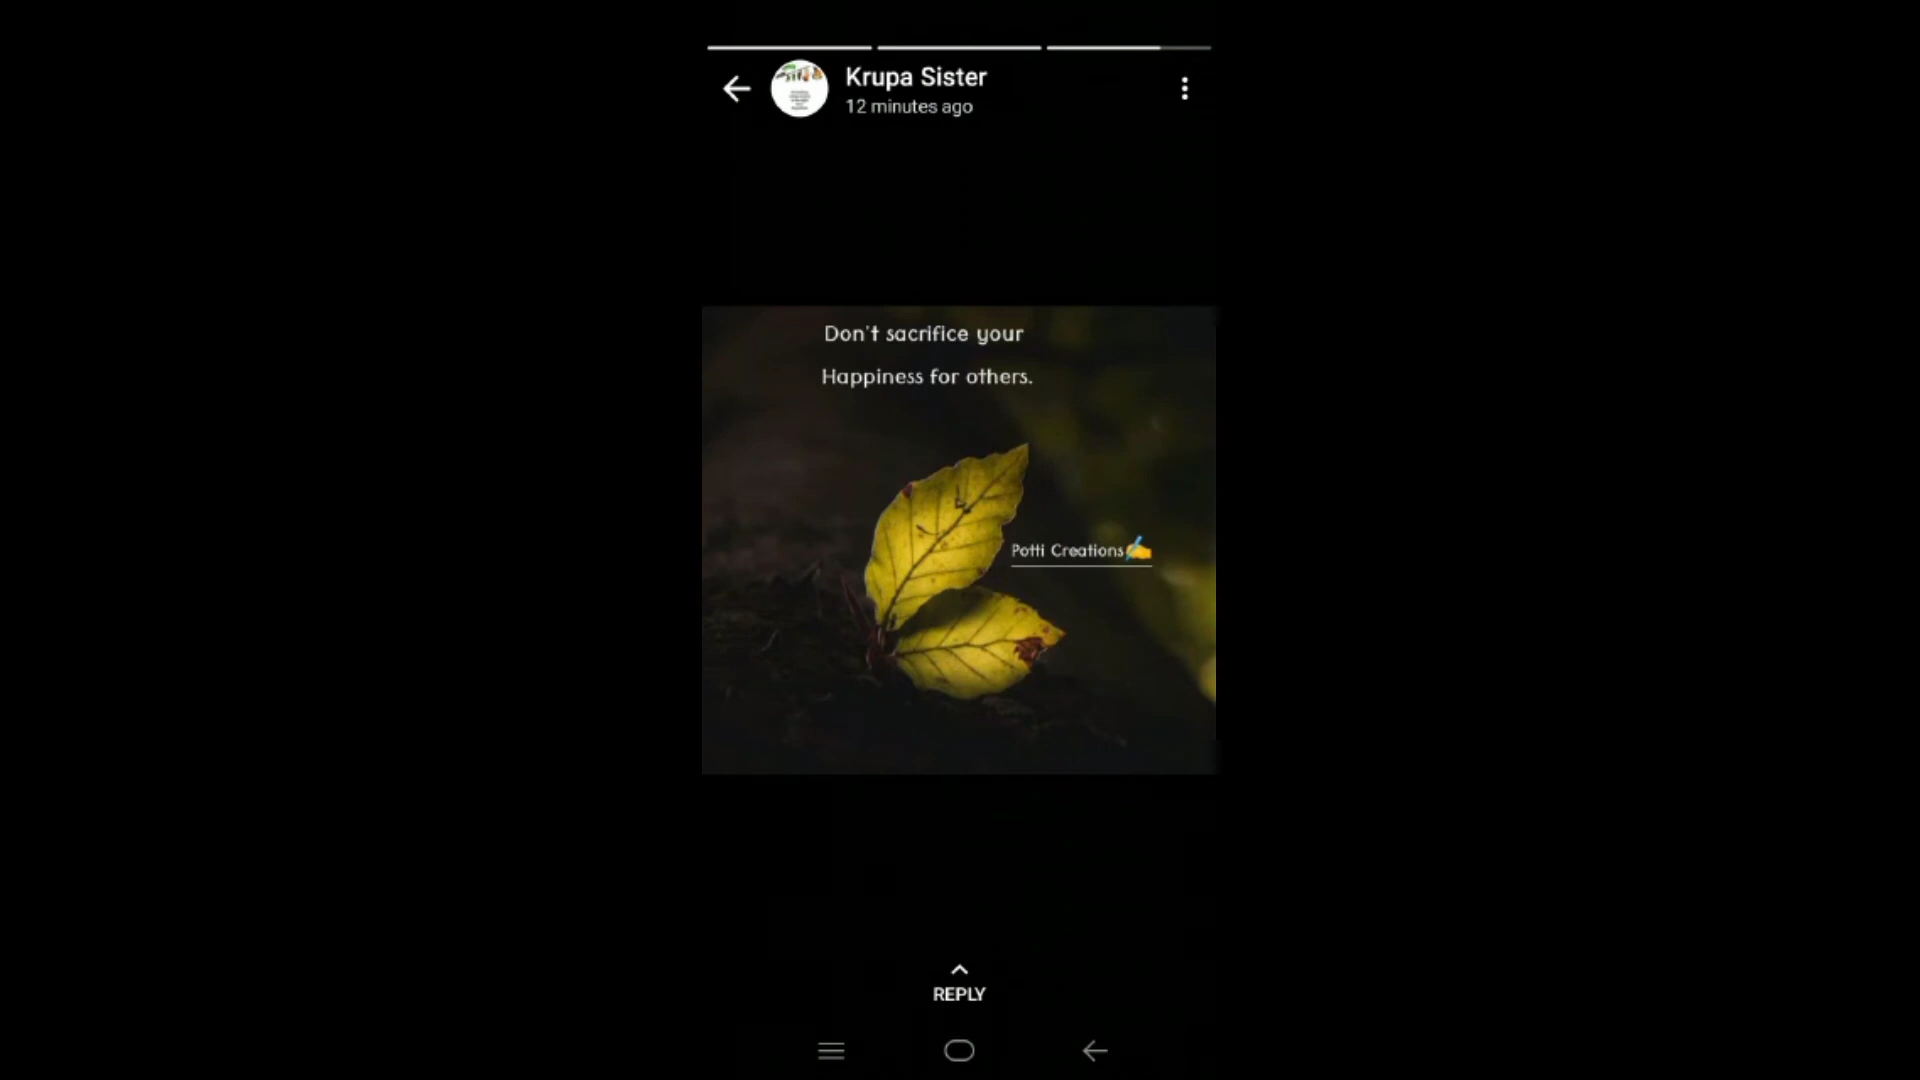 Krupa Sister
12 minutes ago
Don't sacrifice your
Happiness for others.
Potti Creations✍️
REPLY